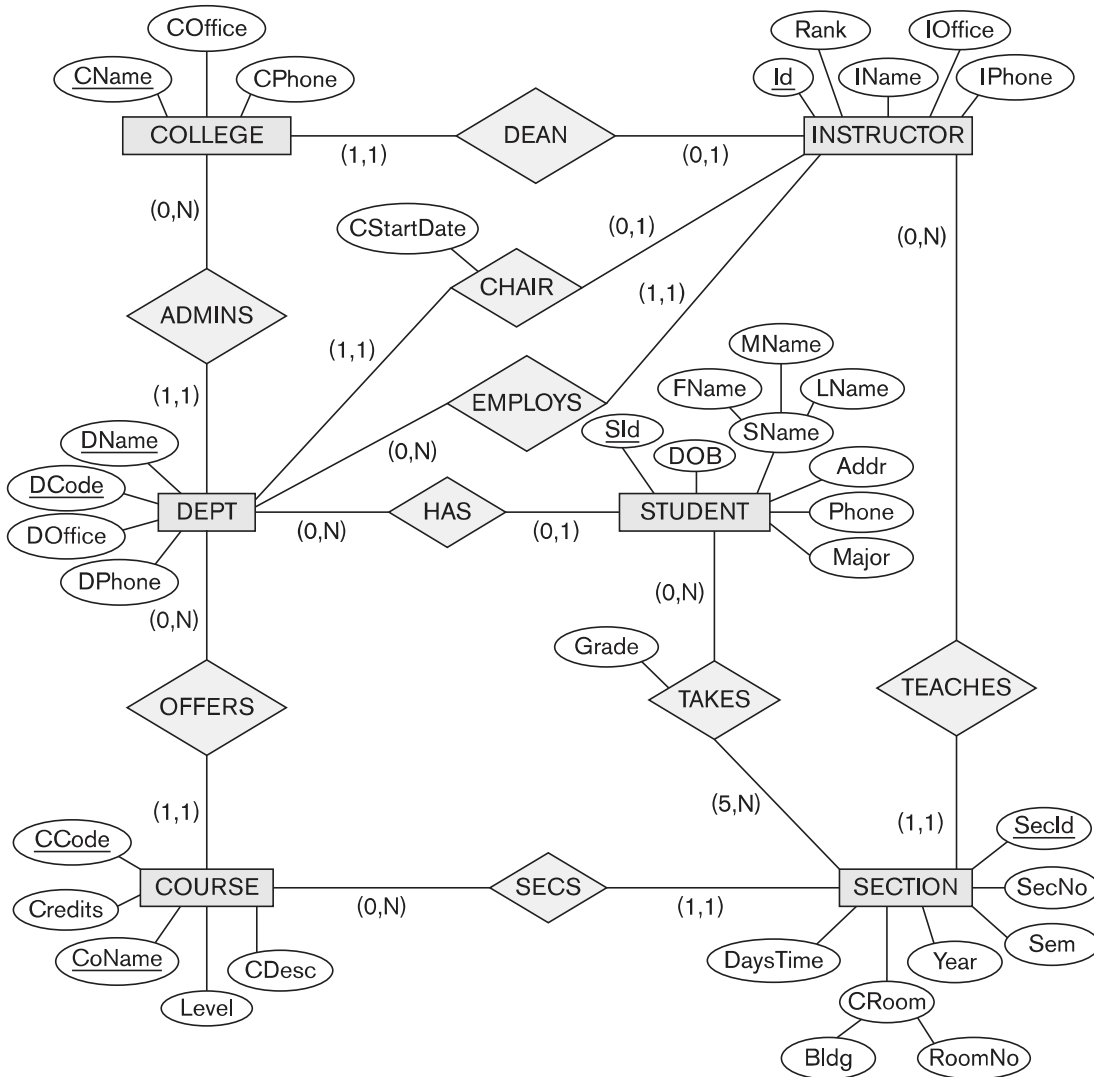 COffice
CName
CPhone
COLLEGE
Rank
IOffice
Id
IName
IPhone
INSTRUCTOR
DEAN
(1,1)
(0,1)
(0,N)
CStartDate
(0,1)
(0,N)
CHAIR
ADMINS
(1,1)
(1,1)
MName
(1,1)
FName
LName
EMPLOYS
SId
SName
DName
(0,N)
DOB
Addr
DCode
DEPT
HAS
STUDENT
Phone
DOffice
(0,N)
(0,1)
Major
DPhone
(0,N)
(0,N)
Grade
OFFERS
TAKES
TEACHES
(1,1)
(5,N)
(1,1)
CCode
SecId
COURSE
SECS
SECTION
SecNo
Credits
(0,N)
(1,1)
CoName
CDesc
DaysTime
Year
Sem
Level
CRoom
Bldg
RoomNo